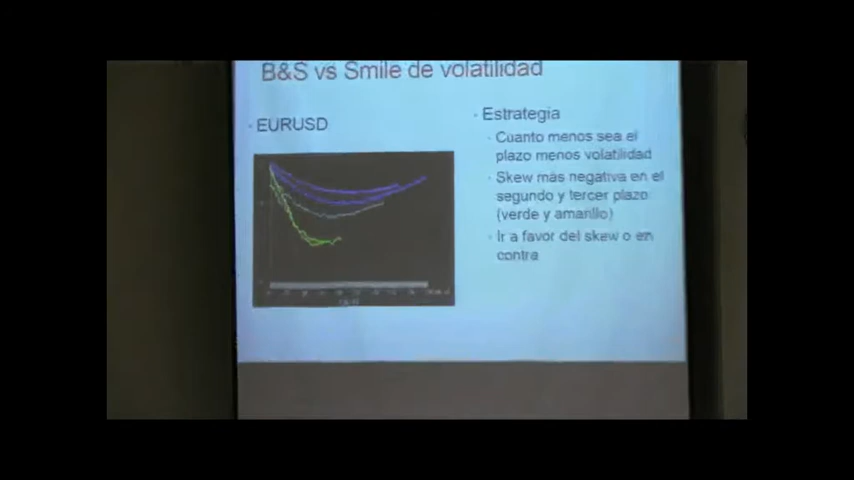 B&S vs Smile de volatilidad
EURUSD
Estrategia
Cuanto menos sea el
plazo menos volatilidad
Skew más negativa en el
segundo y tercer plazo
(verde y amarillo)
Ir a favor del skew o en
contra